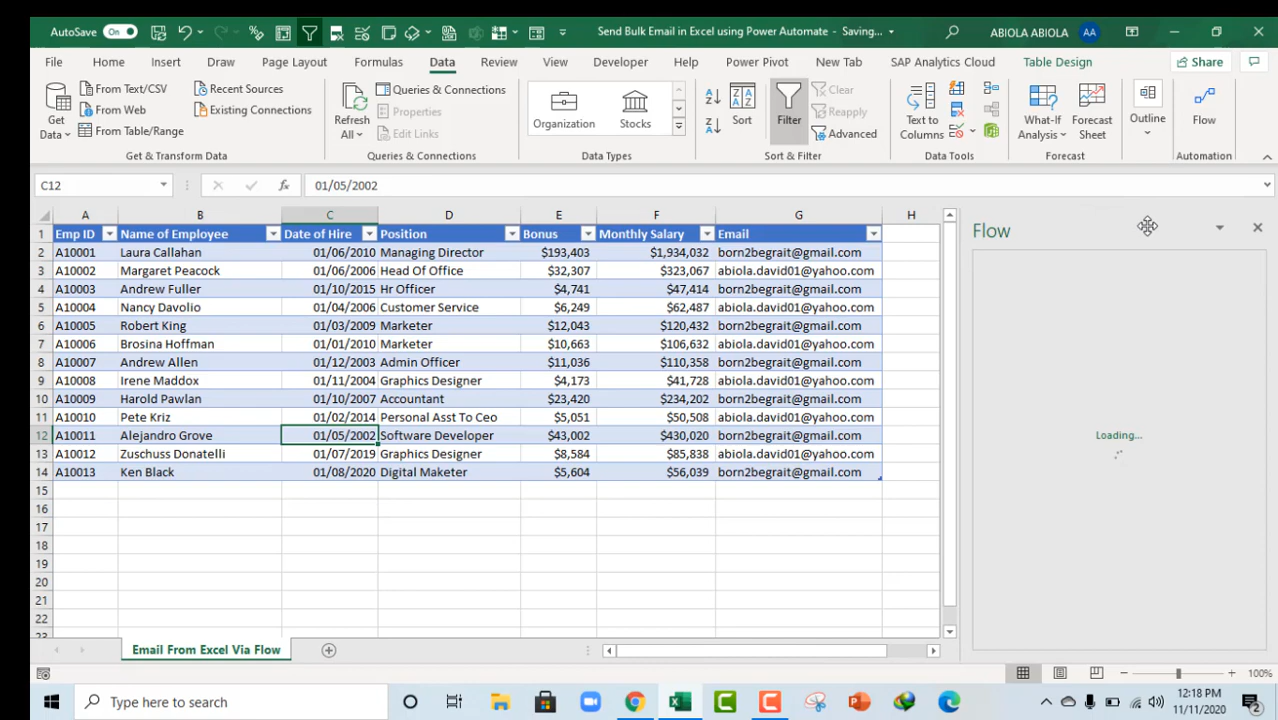 AutoSave On Send Bulk Email in Excel using Power Automate - Saving... ABIOLA ABIOLA AA
File Home Insert Draw Page Layout Formulas Data Review View Developer Help Power Pivot New Tab SAP Analytics Cloud Table Design Share
Get Data
From Text/CSV
From Web
From Table/Range
Recent Sources
Existing Connections
Get & Transform Data
Refresh All
Queries & Connections
Properties
Edit Links
Queries & Connections
Organization
Stocks
Data Types
Sort
Filter
Clear
Reapply
Advanced
Sort & Filter
Text to Columns
Data Tools
What-If Analysis
Forecast Sheet
Forecast
Outline
Flow
Automation
C12 fx 01/05/2002
A B C D E F G H
1 Emp ID Name of Employee Date of Hire Position Bonus Monthly Salary Email
2 A10001 Laura Callahan 01/06/2010 Managing Director $193,403 $1,934,032 born2begrait@gmail.com
3 A10002 Margaret Peacock 01/06/2006 Head Of Office $32,307 $323,067 abiola.david01@yahoo.com
4 A10003 Andrew Fuller 01/10/2015 Hr Officer $4,741 $47,414 born2begrait@gmail.com
5 A10004 Nancy Davolio 01/04/2006 Customer Service $6,249 $62,487 abiola.david01@yahoo.com
6 A10005 Robert King 01/03/2009 Marketer $12,043 $120,432 born2begrait@gmail.com
7 A10006 Brosina Hoffman 01/01/2010 Marketer $10,663 $106,632 abiola.david01@yahoo.com
8 A10007 Andrew Allen 01/12/2003 Admin Officer $11,036 $110,358 born2begrait@gmail.com
9 A10008 Irene Maddox 01/11/2004 Graphics Designer $4,173 $41,728 abiola.david01@yahoo.com
10 A10009 Harold Pawlan 01/10/2007 Accountant $23,420 $234,202 born2begrait@gmail.com
11 A10010 Pete Kriz 01/02/2014 Personal Asst To Ceo $5,051 $50,508 abiola.david01@yahoo.com
12 A10011 Alejandro Grove 01/05/2002 Software Developer $43,002 $430,020 born2begrait@gmail.com
13 A10012 Zuschuss Donatelli 01/07/2019 Graphics Designer $8,584 $85,838 abiola.david01@yahoo.com
14 A10013 Ken Black 01/08/2020 Digital Maketer $5,604 $56,039 born2begrait@gmail.com
15
16
17
18
19
20
21
22
23
Flow
Loading...
Email From Excel Via Flow
100%
Type here to search
12:18 PM
11/11/2020
2